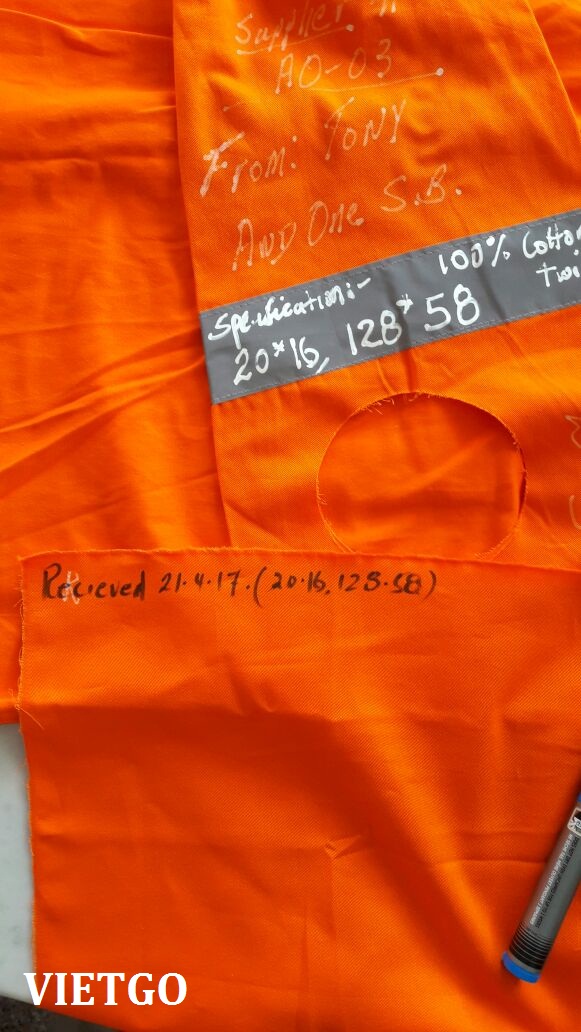 Supplier
AO-03
From: TONY
AND One S.B.
Specification:-
100% Cotton
Twi
20*16, 128*58
Recieved 21.4.17.(20.16, 128.58)
VIETGO